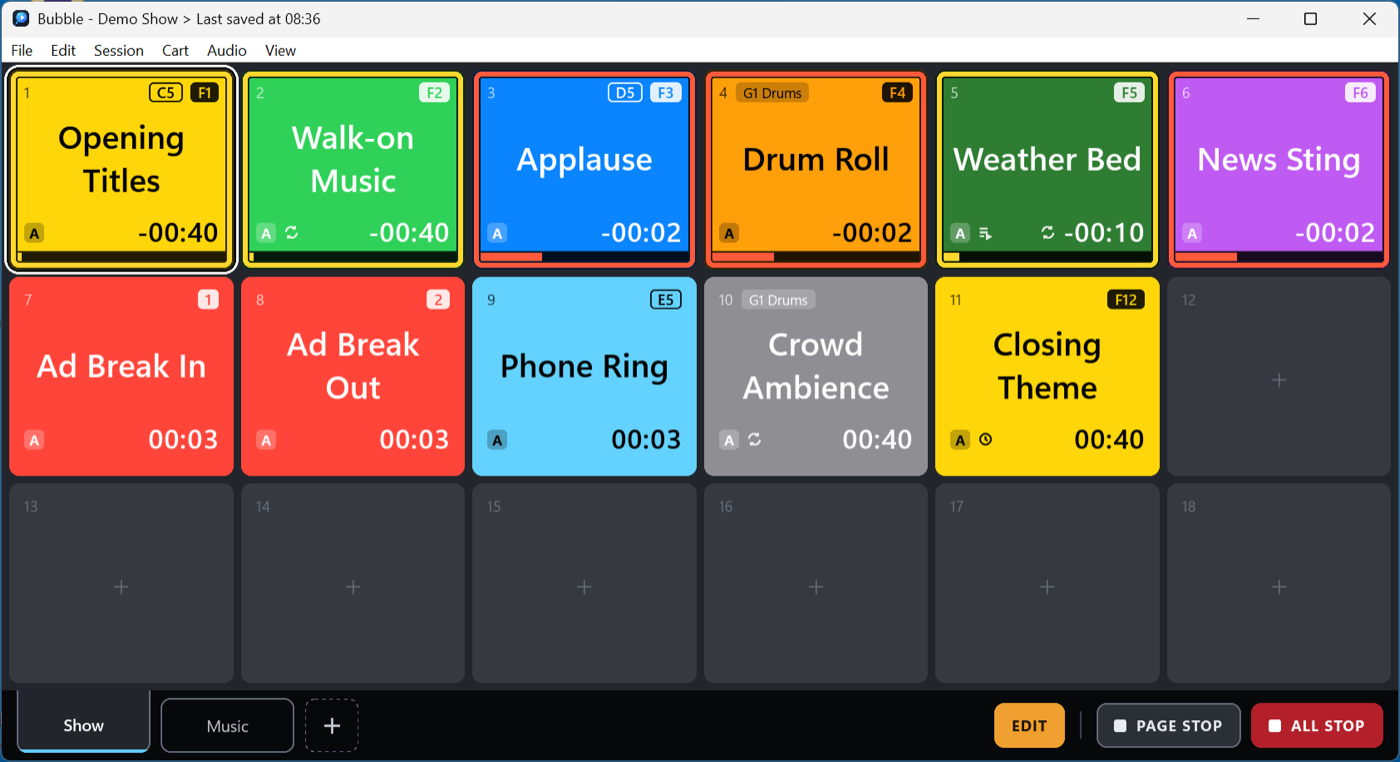 Bubble - Demo Show > Last saved at 08:36
File Edit Session Cart Audio View
1 C5 F1
Opening
Titles
A -00:40
2 F2
Walk-on
Music
A -00:40
3 D5 F3
Applause
A -00:02
4 G1 Drums F4
Drum Roll
A -00:02
5 F5
Weather Bed
A -00:10
6 F6
News Sting
A -00:02
7 1
Ad Break In
A 00:03
8 2
Ad Break
Out
A 00:03
9 E5
Phone Ring
A 00:03
10 G1 Drums
Crowd
Ambience
A 00:40
11 F12
Closing
Theme
A 00:40
12
+
13
+
14
+
15
+
16
+
17
+
18
+
Show Music + EDIT PAGE STOP ALL STOP